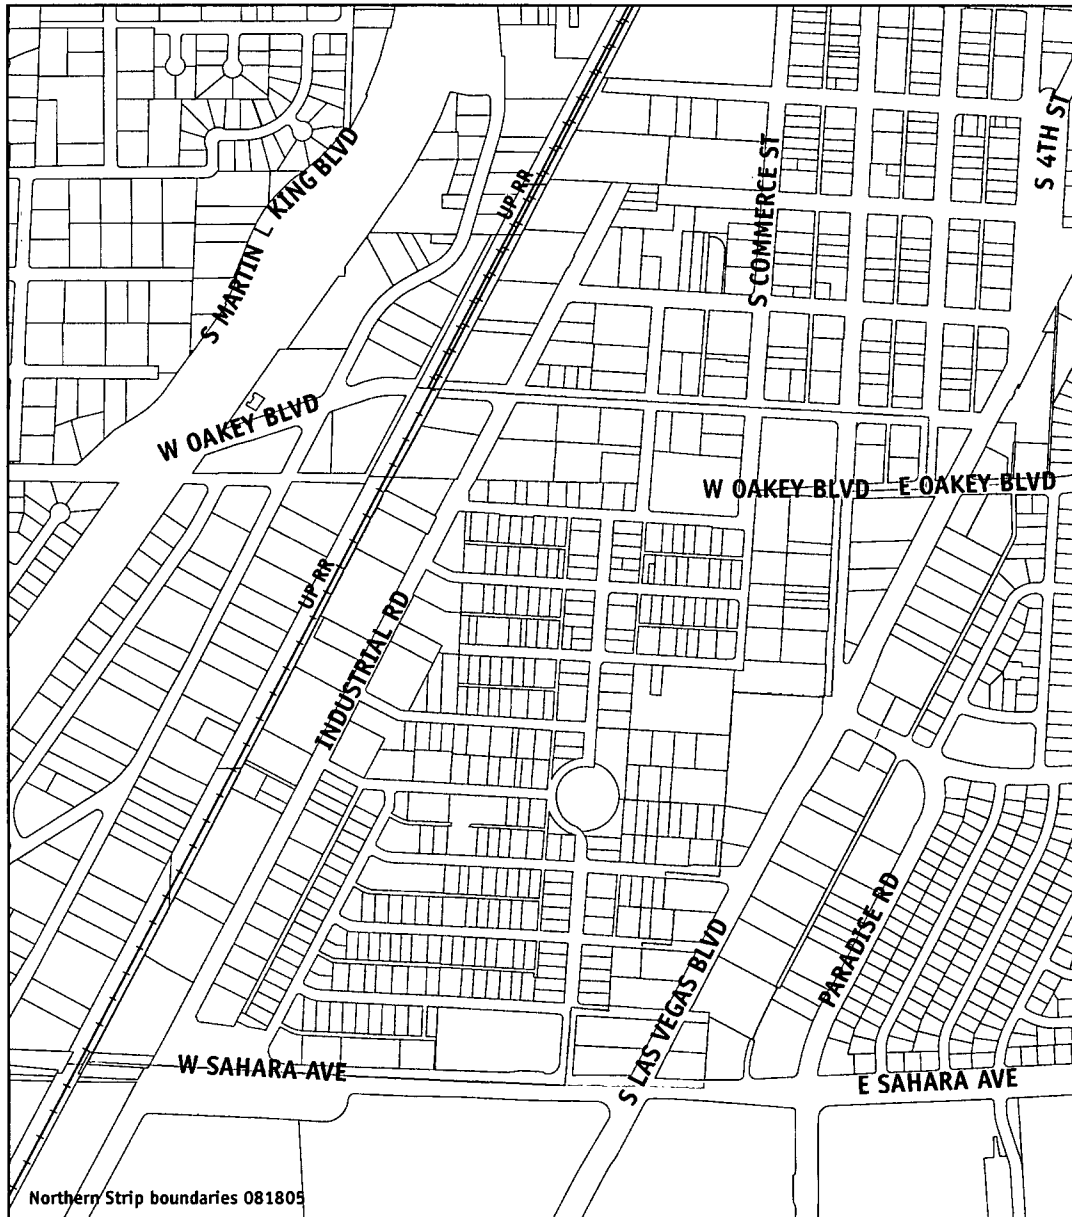 S MARTIN L KING BLVD
UP RR
S COMMERCE ST
S 4TH ST
W OAKEY BLVD
W OAKEY BLVD
E OAKEY BLVD
UP RR
INDUSTRIAL RD
PARADISE RD
S LAS VEGAS BLVD
W SAHARA AVE
E SAHARA AVE
Northern Strip boundaries 081805